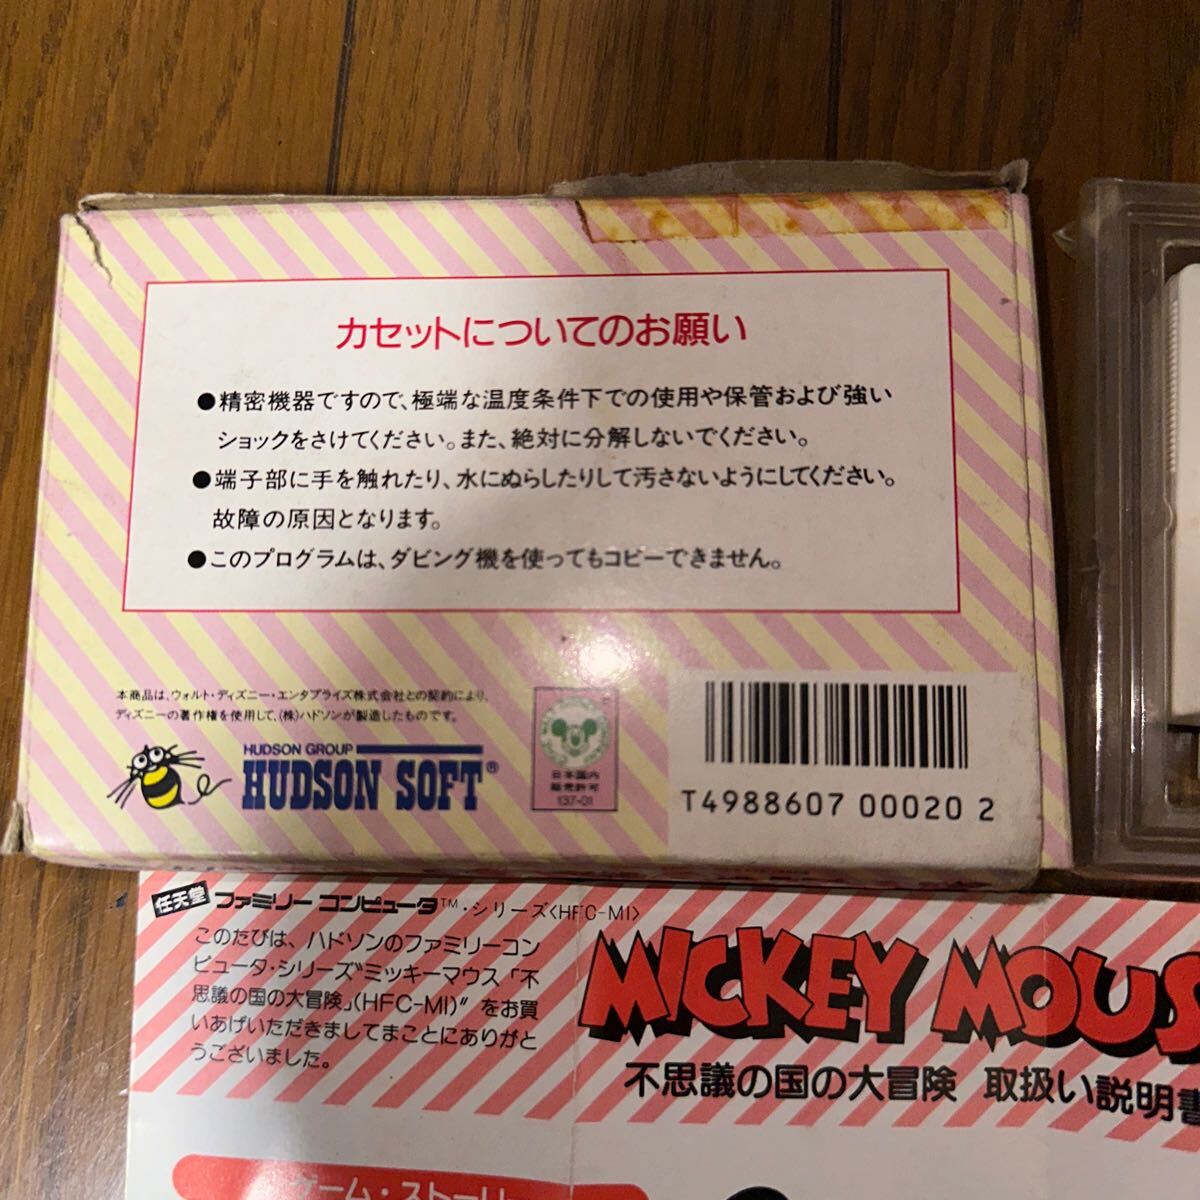 カセットについてのお願い
●精密機器ですので、極端な温度条件下での使用や保管および強い
ショックをさけてください。また、絶対に分解しないでください。
●端子部に手を触れたり、水にぬらしたりして汚さないようにしてください。
故障の原因となります。
●このプログラムは、ダビング機を使ってもコピーできません。
本商品は、ウォルト・ディズニー・エンタプライズ株式会社との契約により、
ディズニーの著作権を使用して、(株)ハドソンが製造したものです。
HUDSON GROUP
HUDSON SOFT®
日本国内
販売許可
137-01
T4988607 00020 2
任天堂 ファミリー コンピュータ™・シリーズ〈HFC-MI〉
このたびは、ハドソンのファミリーコン
ピュータ・シリーズ〝ミッキーマウス「不
思議の国の大冒険」(HFC-MI)〟をお買
いあげいただきましてまことにありがと
うございました。
MICKEY MOUS
不思議の国の大冒険 取扱い説明書
ゲーム・ストーリー